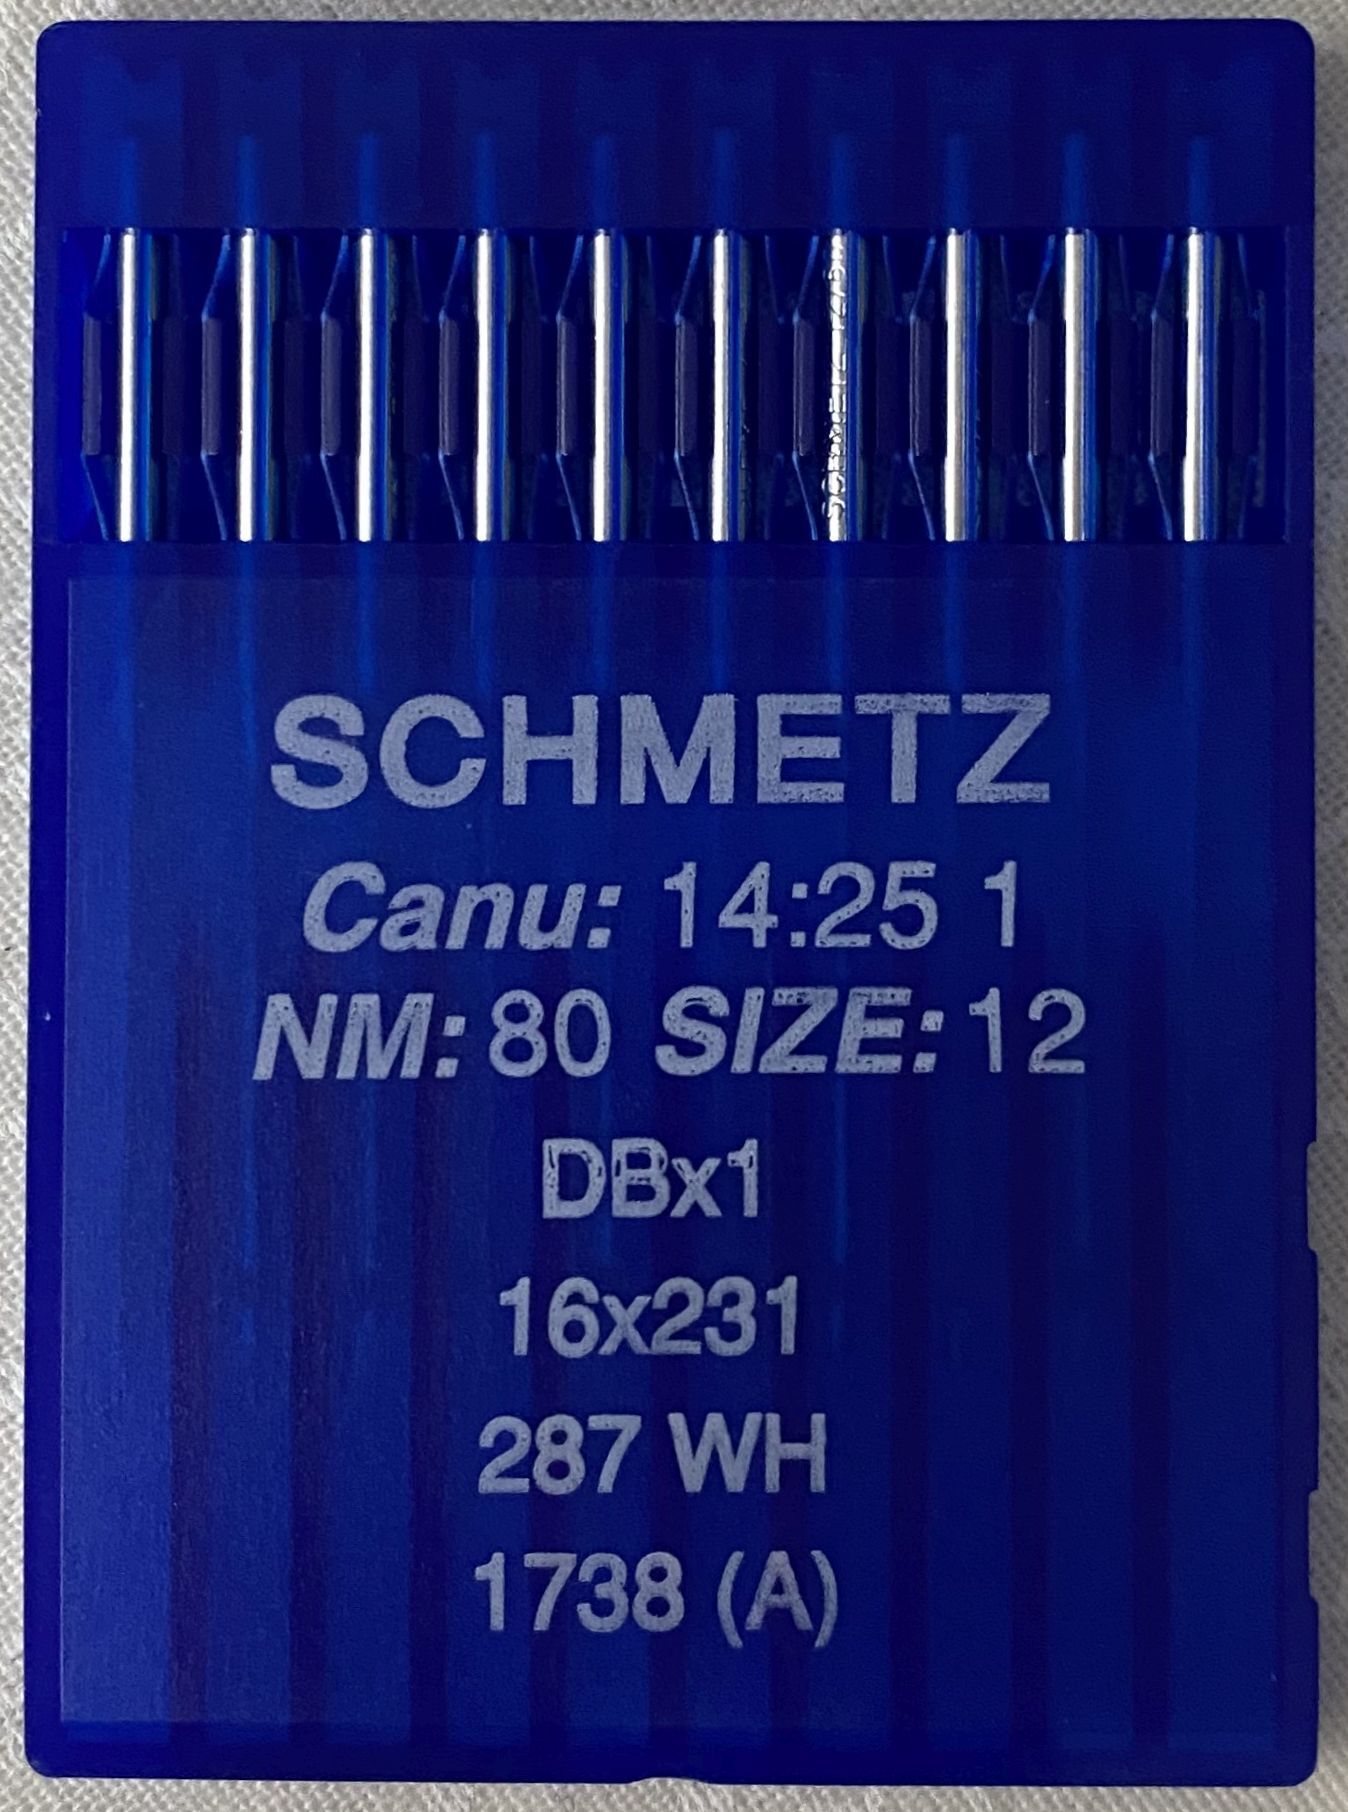 SCHMETZ
Canu: 14:25 1
NM: 80 SIZE: 12
DBx1
16x231
287 WH
1738 (A)